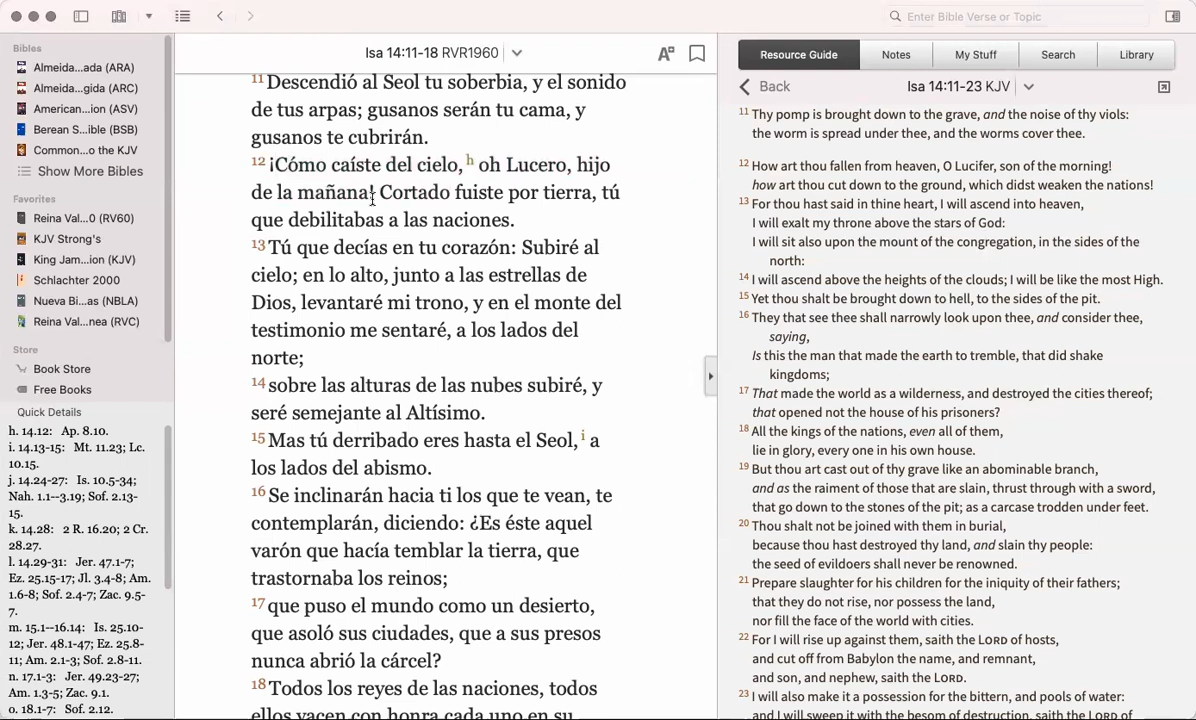 Enter Bible Verse or Topic
Bibles
Almeida...ada (ARA)
Almeida...gida (ARC)
American...ion (ASV)
Berean S...ible (BSB)
Common...o the KJV
Show More Bibles
Favorites
Reina Val...0 (RV60)
KJV Strong's
King Jam...ion (KJV)
Schlachter 2000
Nueva Bi...as (NBLA)
Reina Val...nea (RVC)
Store
Book Store
Free Books
Quick Details
h. 14.12: Ap. 8.10.
i. 14.13-15: Mt. 11.23; Lc.
10.15.
j. 14.24-27: Is. 10.5-34;
Nah. 1.1--3.19; Sof. 2.13-
15.
k. 14.28: 2 R. 16.20; 2 Cr.
28.27.
l. 14.29-31: Jer. 47.1-7;
Ez. 25.15-17; Jl. 3.4-8; Am.
1.6-8; Sof. 2.4-7; Zac. 9.5-
7.
m. 15.1--16.14: Is. 25.10-
12; Jer. 48.1-47; Ez. 25.8-
11; Am. 2.1-3; Sof. 2.8-11.
n. 17.1-3: Jer. 49.23-27;
Am. 1.3-5; Zac. 9.1.
o. 18.1-7: Sof. 2.12.
Isa 14:11-18 RVR1960
11 Descendió al Seol tu soberbia, y el sonido
de tus arpas; gusanos serán tu cama, y
gusanos te cubrirán.
12 ¡Cómo caíste del cielo, h oh Lucero, hijo
de la mañana! Cortado fuiste por tierra, tú
que debilitabas a las naciones.
13 Tú que decías en tu corazón: Subiré al
cielo; en lo alto, junto a las estrellas de
Dios, levantaré mi trono, y en el monte del
testimonio me sentaré, a los lados del
norte;
14 sobre las alturas de las nubes subiré, y
seré semejante al Altísimo.
15 Mas tú derribado eres hasta el Seol, i a
los lados del abismo.
16 Se inclinarán hacia ti los que te vean, te
contemplarán, diciendo: ¿Es éste aquel
varón que hacía temblar la tierra, que
trastornaba los reinos;
17 que puso el mundo como un desierto,
que asoló sus ciudades, que a sus presos
nunca abrió la cárcel?
18 Todos los reyes de las naciones, todos
ellos yacen con honra cada uno en su
Resource Guide Notes My Stuff Search Library
Back Isa 14:11-23 KJV
11 Thy pomp is brought down to the grave, and the noise of thy viols:
the worm is spread under thee, and the worms cover thee.
12 How art thou fallen from heaven, O Lucifer, son of the morning!
how art thou cut down to the ground, which didst weaken the nations!
13 For thou hast said in thine heart, I will ascend into heaven,
I will exalt my throne above the stars of God:
I will sit also upon the mount of the congregation, in the sides of the
north:
14 I will ascend above the heights of the clouds; I will be like the most High.
15 Yet thou shalt be brought down to hell, to the sides of the pit.
16 They that see thee shall narrowly look upon thee, and consider thee,
saying,
Is this the man that made the earth to tremble, that did shake
kingdoms;
17 That made the world as a wilderness, and destroyed the cities thereof;
that opened not the house of his prisoners?
18 All the kings of the nations, even all of them,
lie in glory, every one in his own house.
19 But thou art cast out of thy grave like an abominable branch,
and as the raiment of those that are slain, thrust through with a sword,
that go down to the stones of the pit; as a carcase trodden under feet.
20 Thou shalt not be joined with them in burial,
because thou hast destroyed thy land, and slain thy people:
the seed of evildoers shall never be renowned.
21 Prepare slaughter for his children for the iniquity of their fathers;
that they do not rise, nor possess the land,
nor fill the face of the world with cities.
22 For I will rise up against them, saith the LORD of hosts,
and cut off from Babylon the name, and remnant,
and son, and nephew, saith the LORD.
23 I will also make it a possession for the bittern, and pools of water:
and I will sweep it with the besom of destruction, saith the LORD of